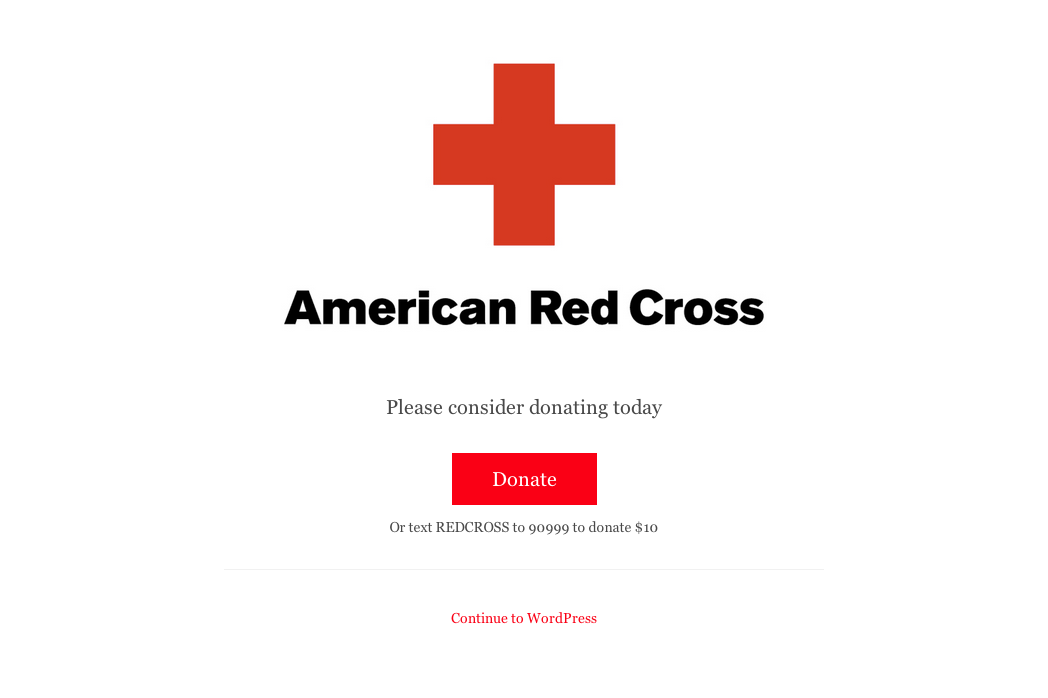 American Red Cross
Please consider donating today
Donate
Or text REDCROSS to 90999 to donate $10
Continue to WordPress